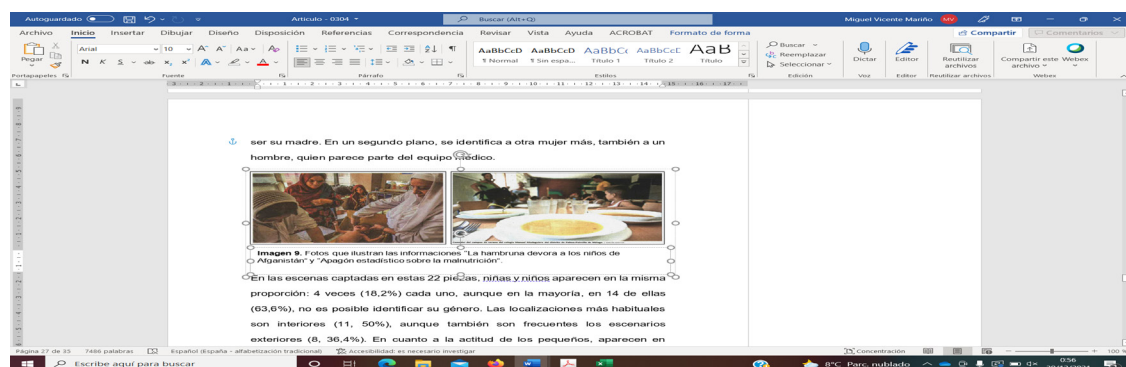 Autoguardado
Articulo - 0304
Buscar (Alt+Q)
Miguel Vicente Mariño MV
Archivo Inicio Insertar Dibujar Diseño Disposición Referencias Correspondencia Revisar Vista Ayuda ACROBAT Formato de forma Compartir Comentarios
Pegar
Arial 10 A A Aa
N K S ab x, x
AaBbCcD AaBbCcD AaBbCc AaBbCcC AaB
¶ Normal ¶ Sin espa... Título 1 Título 2 Título
Buscar
Reemplazar
Seleccionar
Dictar Editor Reutilizar archivos Compartir este archivo Webex
Portapapeles Fuente Párrafo Estilos Edición Voz Editor Reutilizar archivos Webex
ser su madre. En un segundo plano, se identifica a otra mujer más, también a un
hombre, quien parece parte del equipo médico.
Imagen 9. Fotos que ilustran las informaciones "La hambruna devora a los niños de
Afganistán" y "Apagón estadístico sobre la malnutrición".
En las escenas captadas en estas 22 piezas, niñas y niños aparecen en la misma
proporción: 4 veces (18,2%) cada uno, aunque en la mayoría, en 14 de ellas
(63,6%), no es posible identificar su género. Las localizaciones más habituales
son interiores (11, 50%), aunque también son frecuentes los escenarios
exteriores (8, 36,4%). En cuanto a la actitud de los pequeños, aparecen en
Página 27 de 35 7486 palabras Español (España - alfabetización tradicional) Accesibilidad: es necesario investigar Concentración 100 %
Escribe aquí para buscar
8°C Parc. nublado
0:56